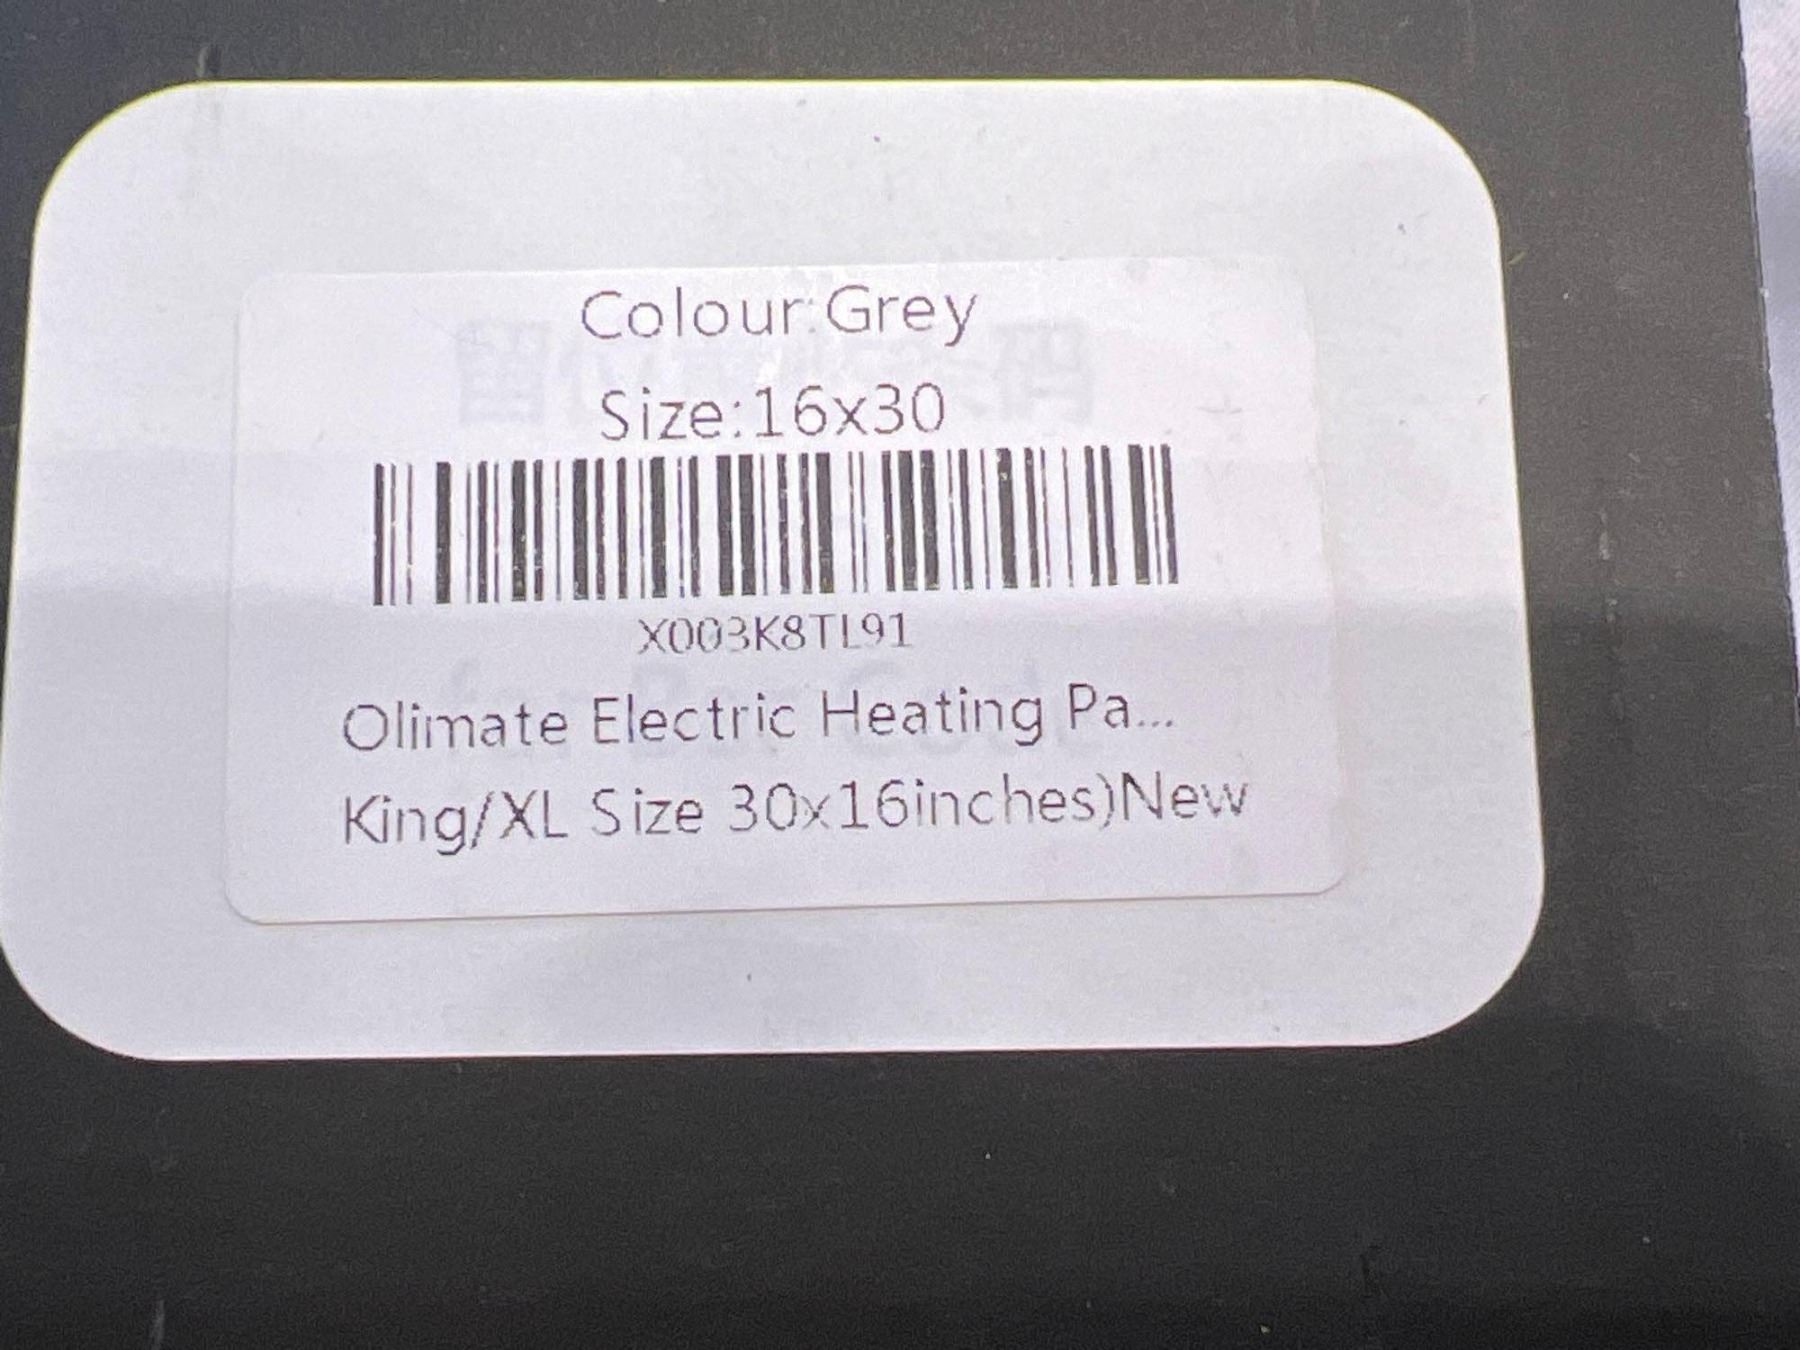 Colour:Grey
Size:16x30
X003K8TL91
Olimate Electric Heating Pa...
King/XL Size 30x16inches)New